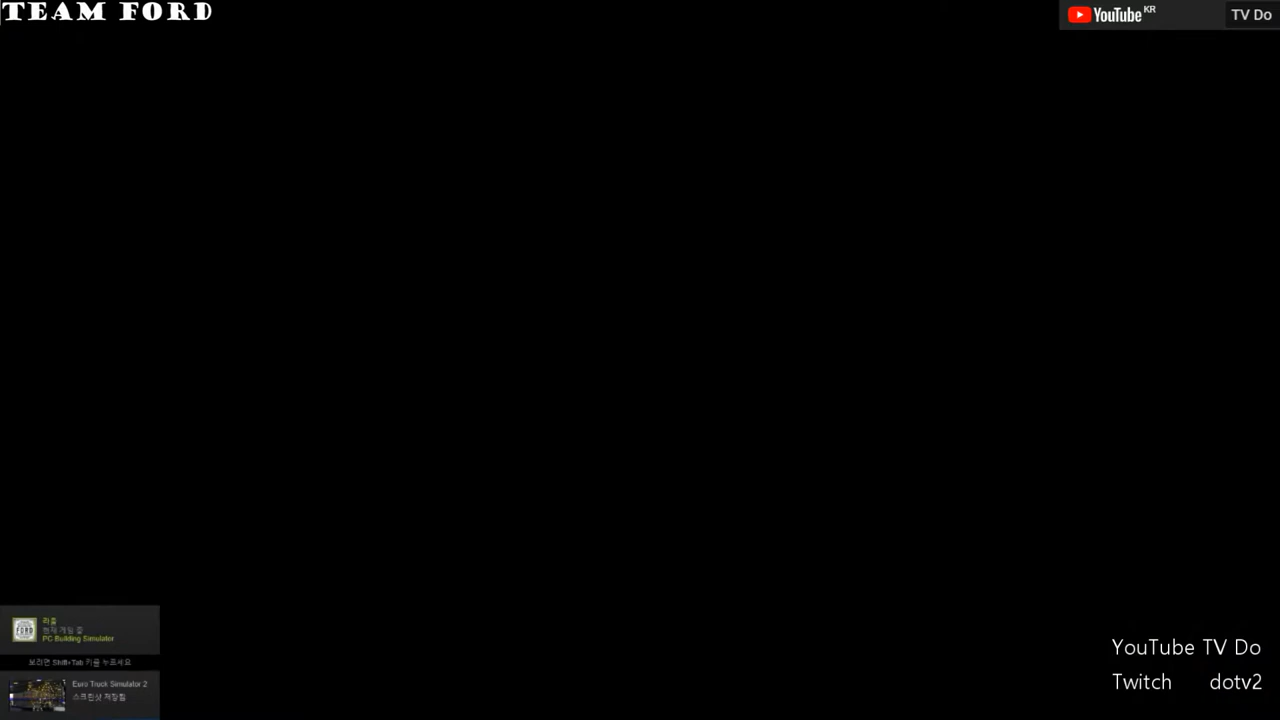 TEAM FORD
YouTube KR TV Do
현재 게임 중
PC Building Simulator
보려면 Shift+Tab 키를 누르세요
Euro Truck Simulator 2
스크린샷 저장됨
YouTube TV Do
Twitch dotv2